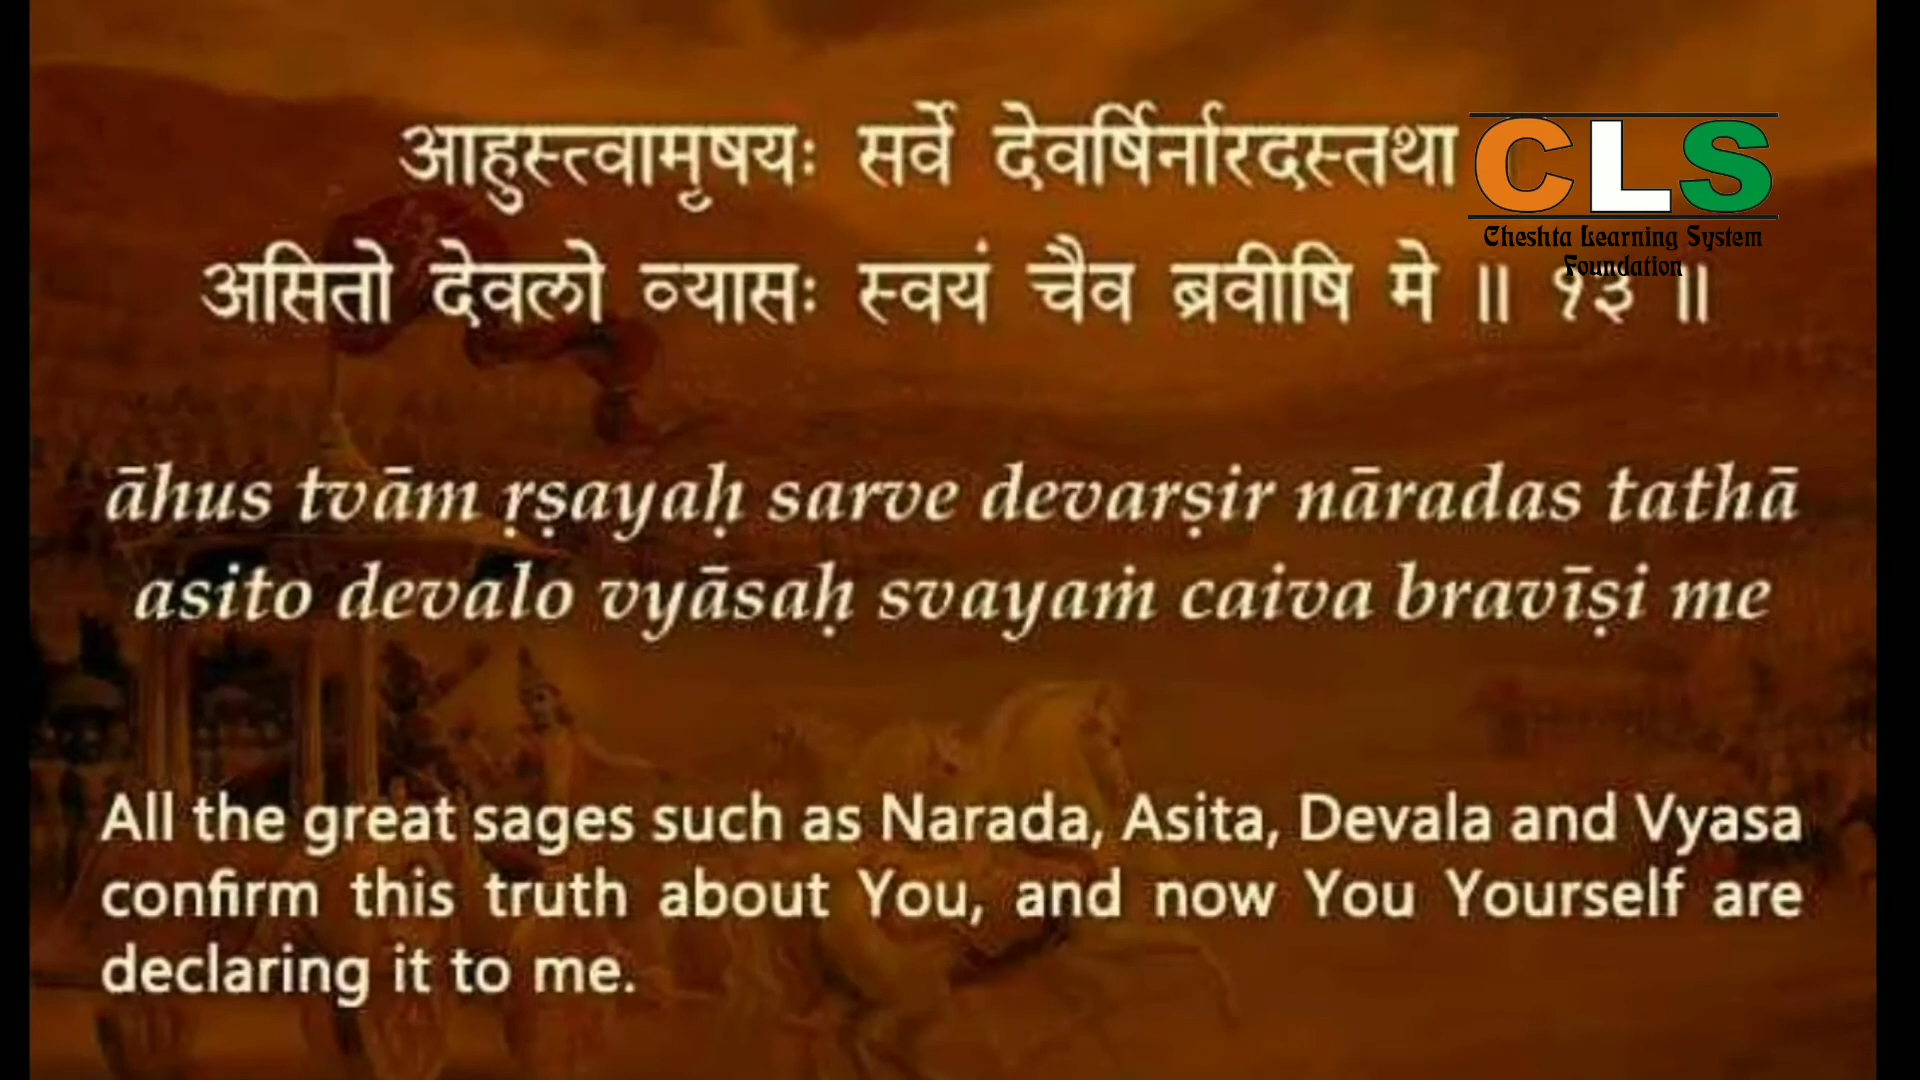 आहुस्त्वामृषयः सर्वे देवर्षिर्नारदस्तथा
CLS
Cheshta Learning System
Foundation
असितो देवलो व्यासः स्वयं चैव ब्रवीषि मे ॥ १३ ॥
āhus tvām ṛṣayaḥ sarve devarṣir nāradas tathā
asito devalo vyāsaḥ svayaṁ caiva bravīṣi me
All the great sages such as Narada, Asita, Devala and Vyasa
confirm this truth about You, and now You Yourself are
declaring it to me.